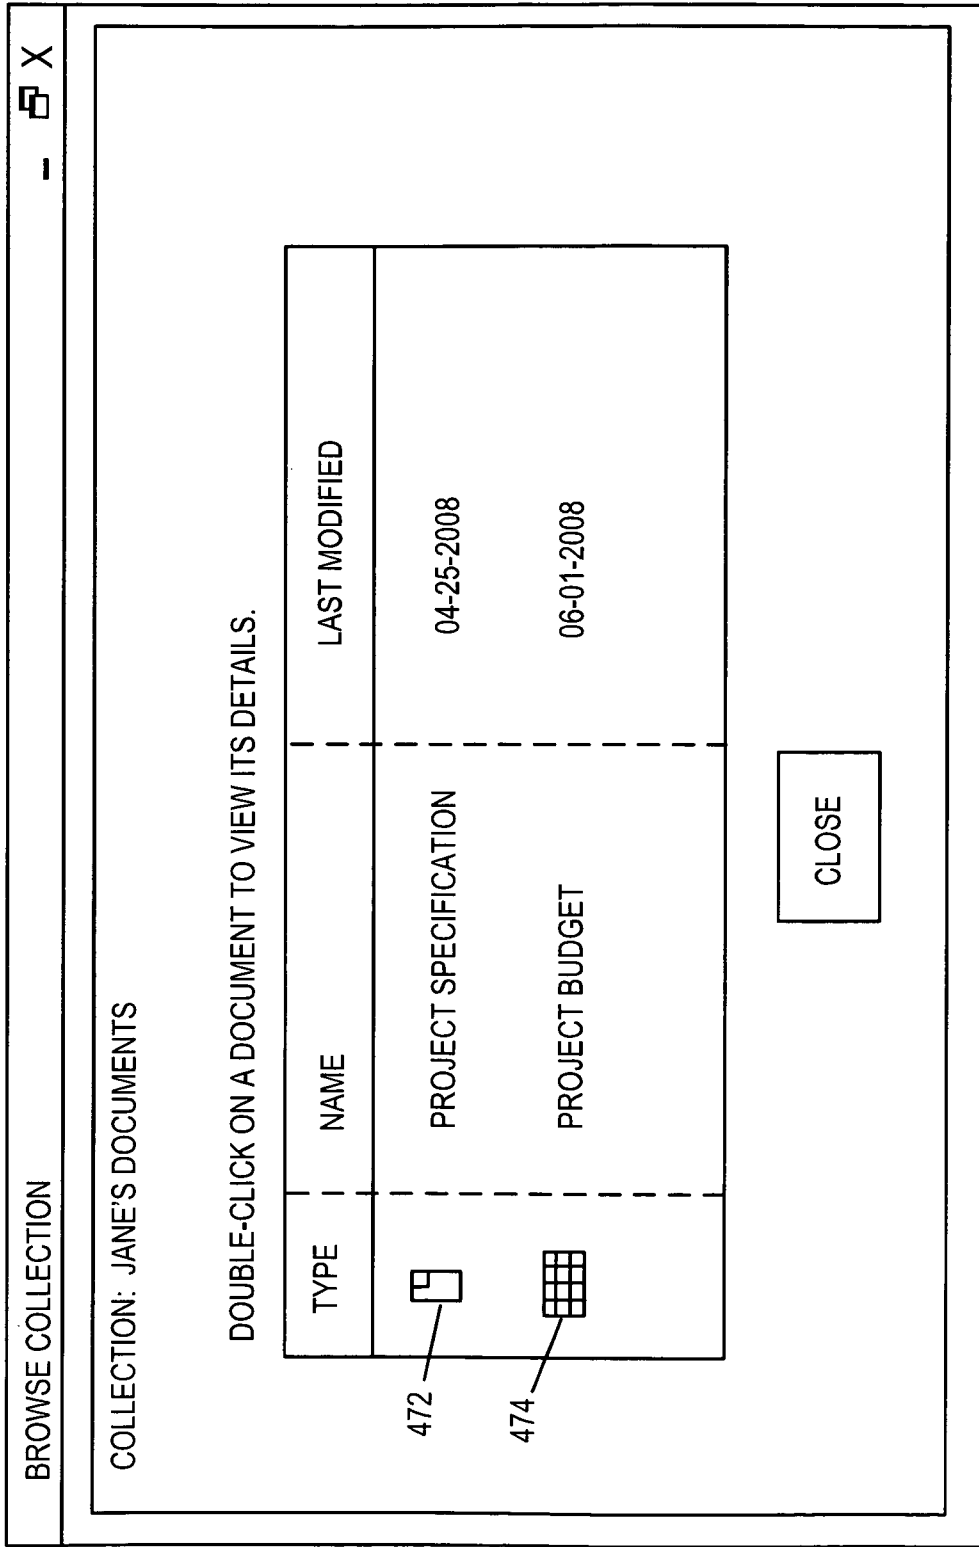 BROWSE COLLECTION
X
COLLECTION: JANE'S DOCUMENTS
DOUBLE-CLICK ON A DOCUMENT TO VIEW ITS DETAILS.
TYPE NAME LAST MODIFIED
472 PROJECT SPECIFICATION 04-25-2008
474 PROJECT BUDGET 06-01-2008
CLOSE